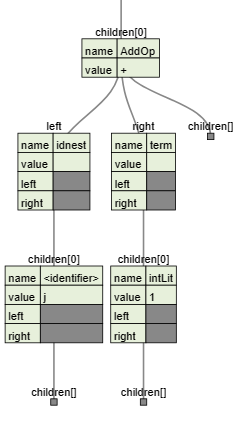 children[0]
name AddOp
value +
left right children[]
name idnest name term
value value
left left
right right
children[0] children[0]
name <identifier> name intLit
value j value 1
left left
right right
children[] children[]